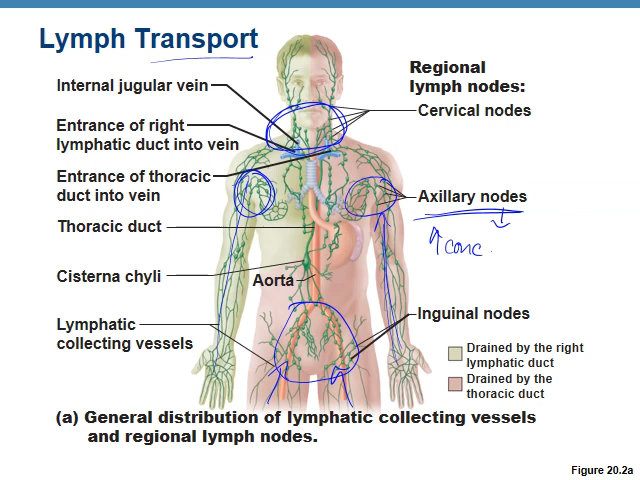 Lymph Transport
Internal jugular vein
Regional
lymph nodes:
Cervical nodes
Entrance of right
lymphatic duct into vein
Entrance of thoracic
duct into vein
Axillary nodes
↑ conc.
Thoracic duct
Cisterna chyli
Aorta
Inguinal nodes
Lymphatic
collecting vessels
Drained by the right
lymphatic duct
Drained by the
thoracic duct
(a) General distribution of lymphatic collecting vessels
and regional lymph nodes.
Figure 20.2a